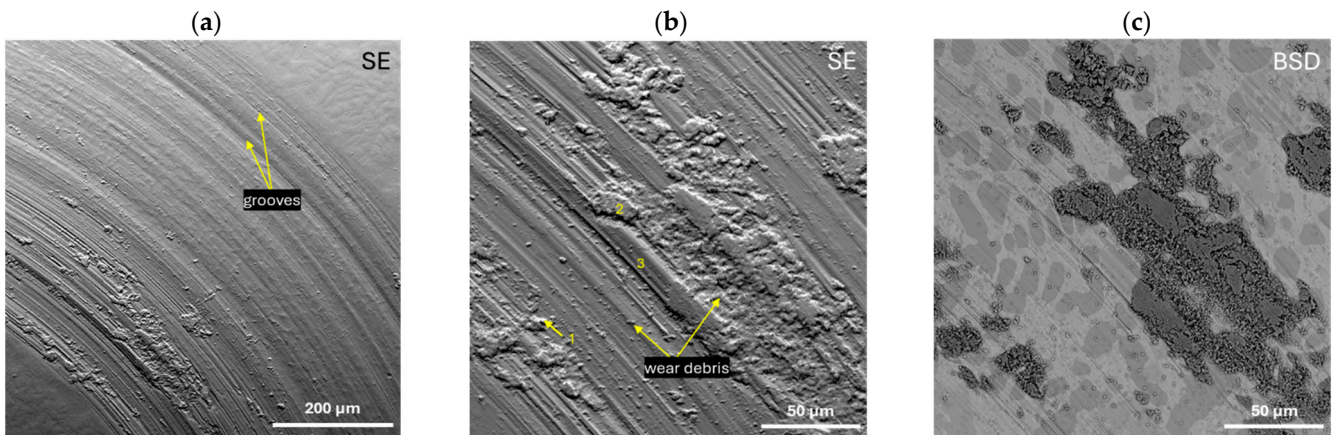 (a)
SE
grooves
200 µm
(b)
SE
2
3
1
wear debris
50 µm
(c)
BSD
50 µm